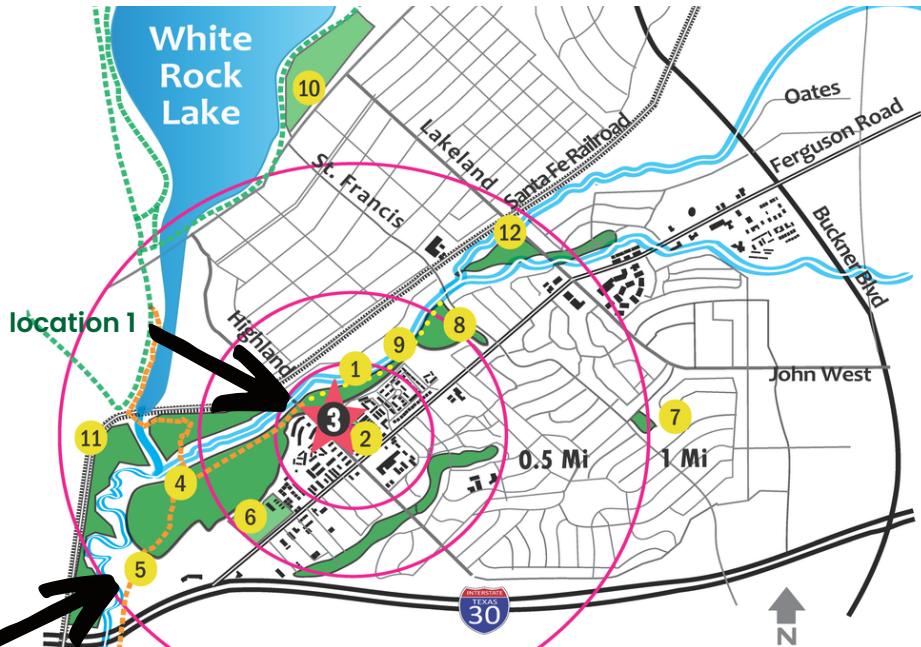 White
Rock
Lake
10
Oates
Ferguson Road
Lakeland
Santa Fe Railroad
St. Francis
12
Buckner Blvd
location 1
Highland
8
9
1
John West
3
2
7
11
0.5 Mi
1 Mi
4
6
5
INTERSTATE
TEXAS
30
N